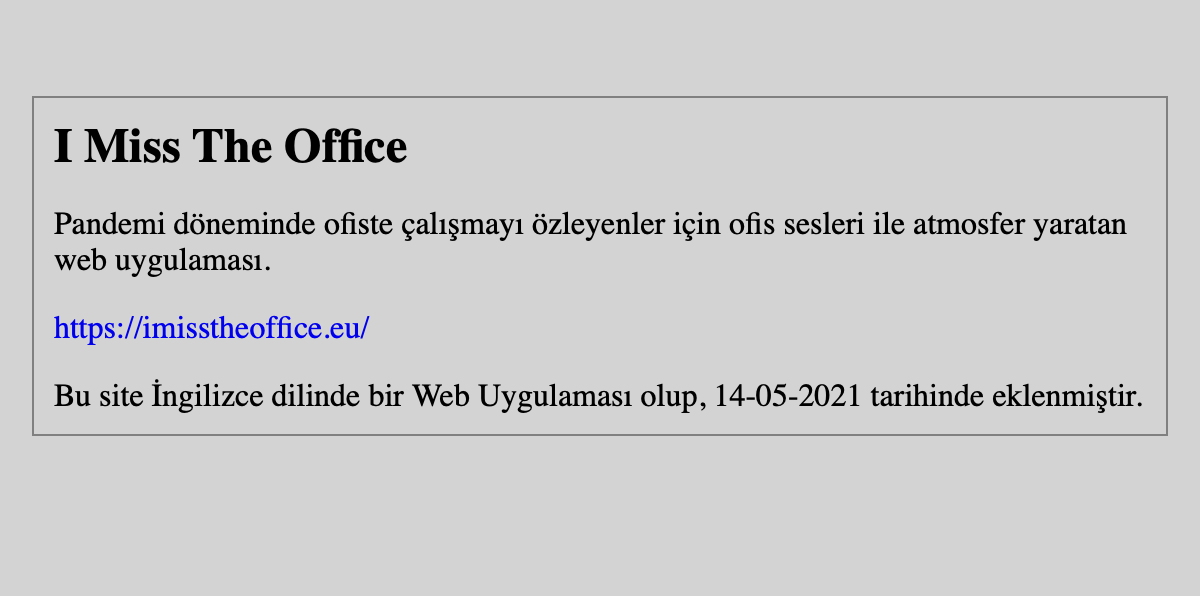 I Miss The Office
Pandemi döneminde ofiste çalışmayı özleyenler için ofis sesleri ile atmosfer yaratan
web uygulaması.
https://imisstheoffice.eu/
Bu site İngilizce dilinde bir Web Uygulaması olup, 14-05-2021 tarihinde eklenmiştir.